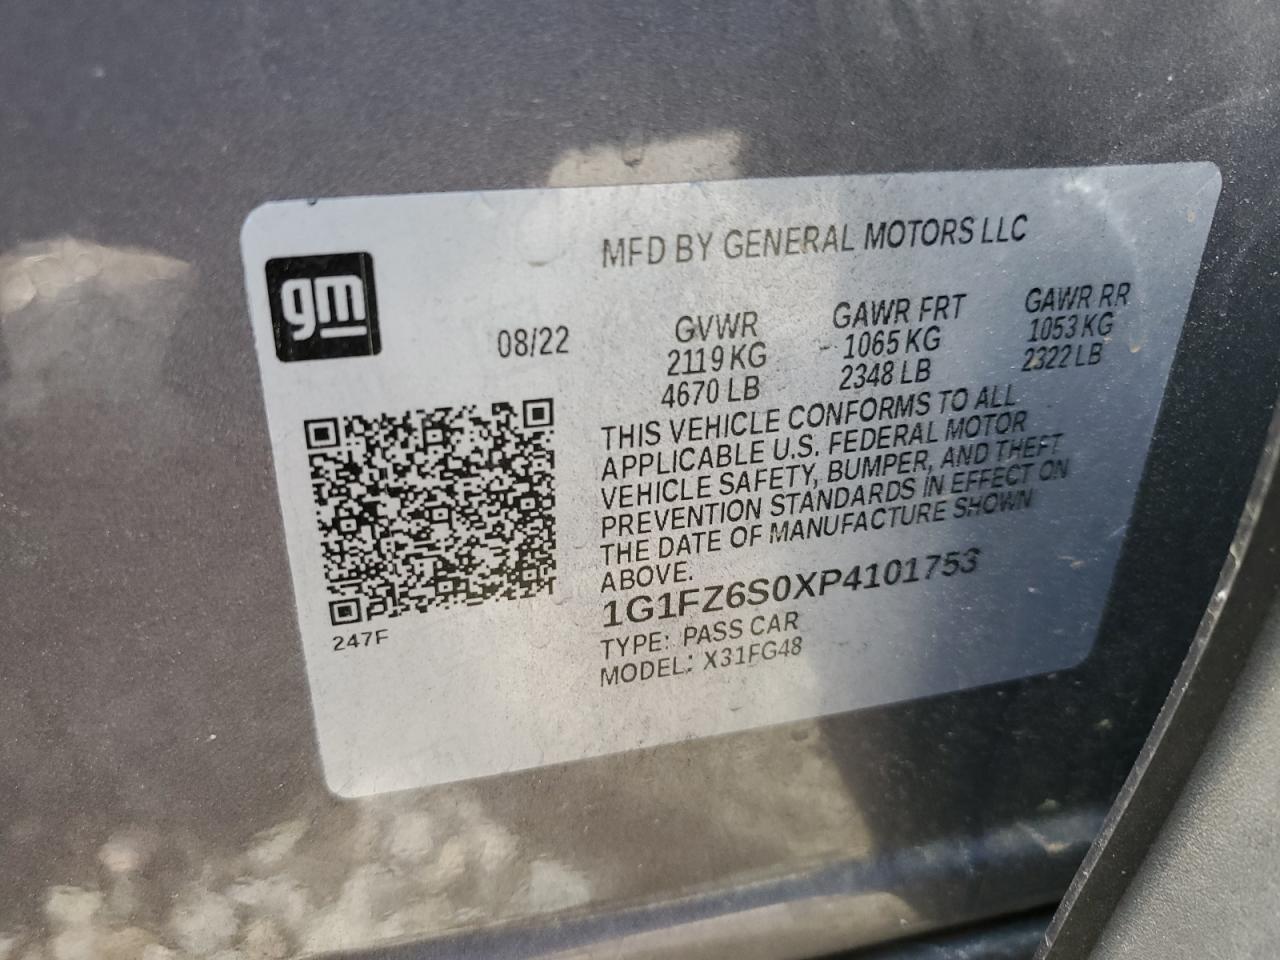 MFD BY GENERAL MOTORS LLC
gm
08/22
GVWR GAWR FRT GAWR RR
2119 KG 1065 KG 1053 KG
4670 LB 2348 LB 2322 LB
THIS VEHICLE CONFORMS TO ALL
APPLICABLE U.S. FEDERAL MOTOR
VEHICLE SAFETY, BUMPER, AND THEFT
PREVENTION STANDARDS IN EFFECT ON
THE DATE OF MANUFACTURE SHOWN
ABOVE.
1G1FZ6S0XP4101753
TYPE: PASS CAR
MODEL: X31FG48
247F